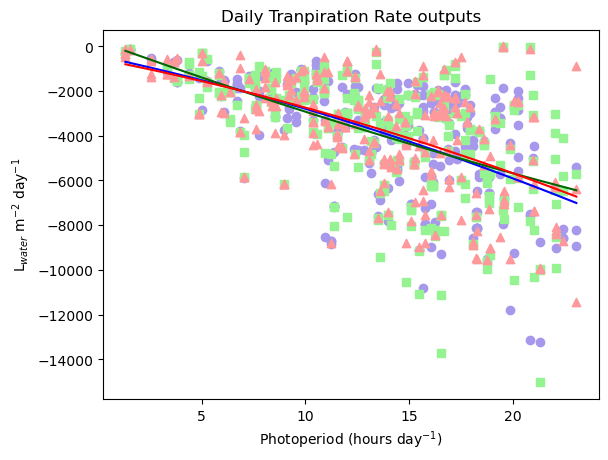 Daily Tranpiration Rate outputs
0
−2000
−4000
−6000
−8000
−10000
−12000
−14000
L_{water} m^{−2} day^{−1}
5 10 15 20
Photoperiod (hours day^{−1})